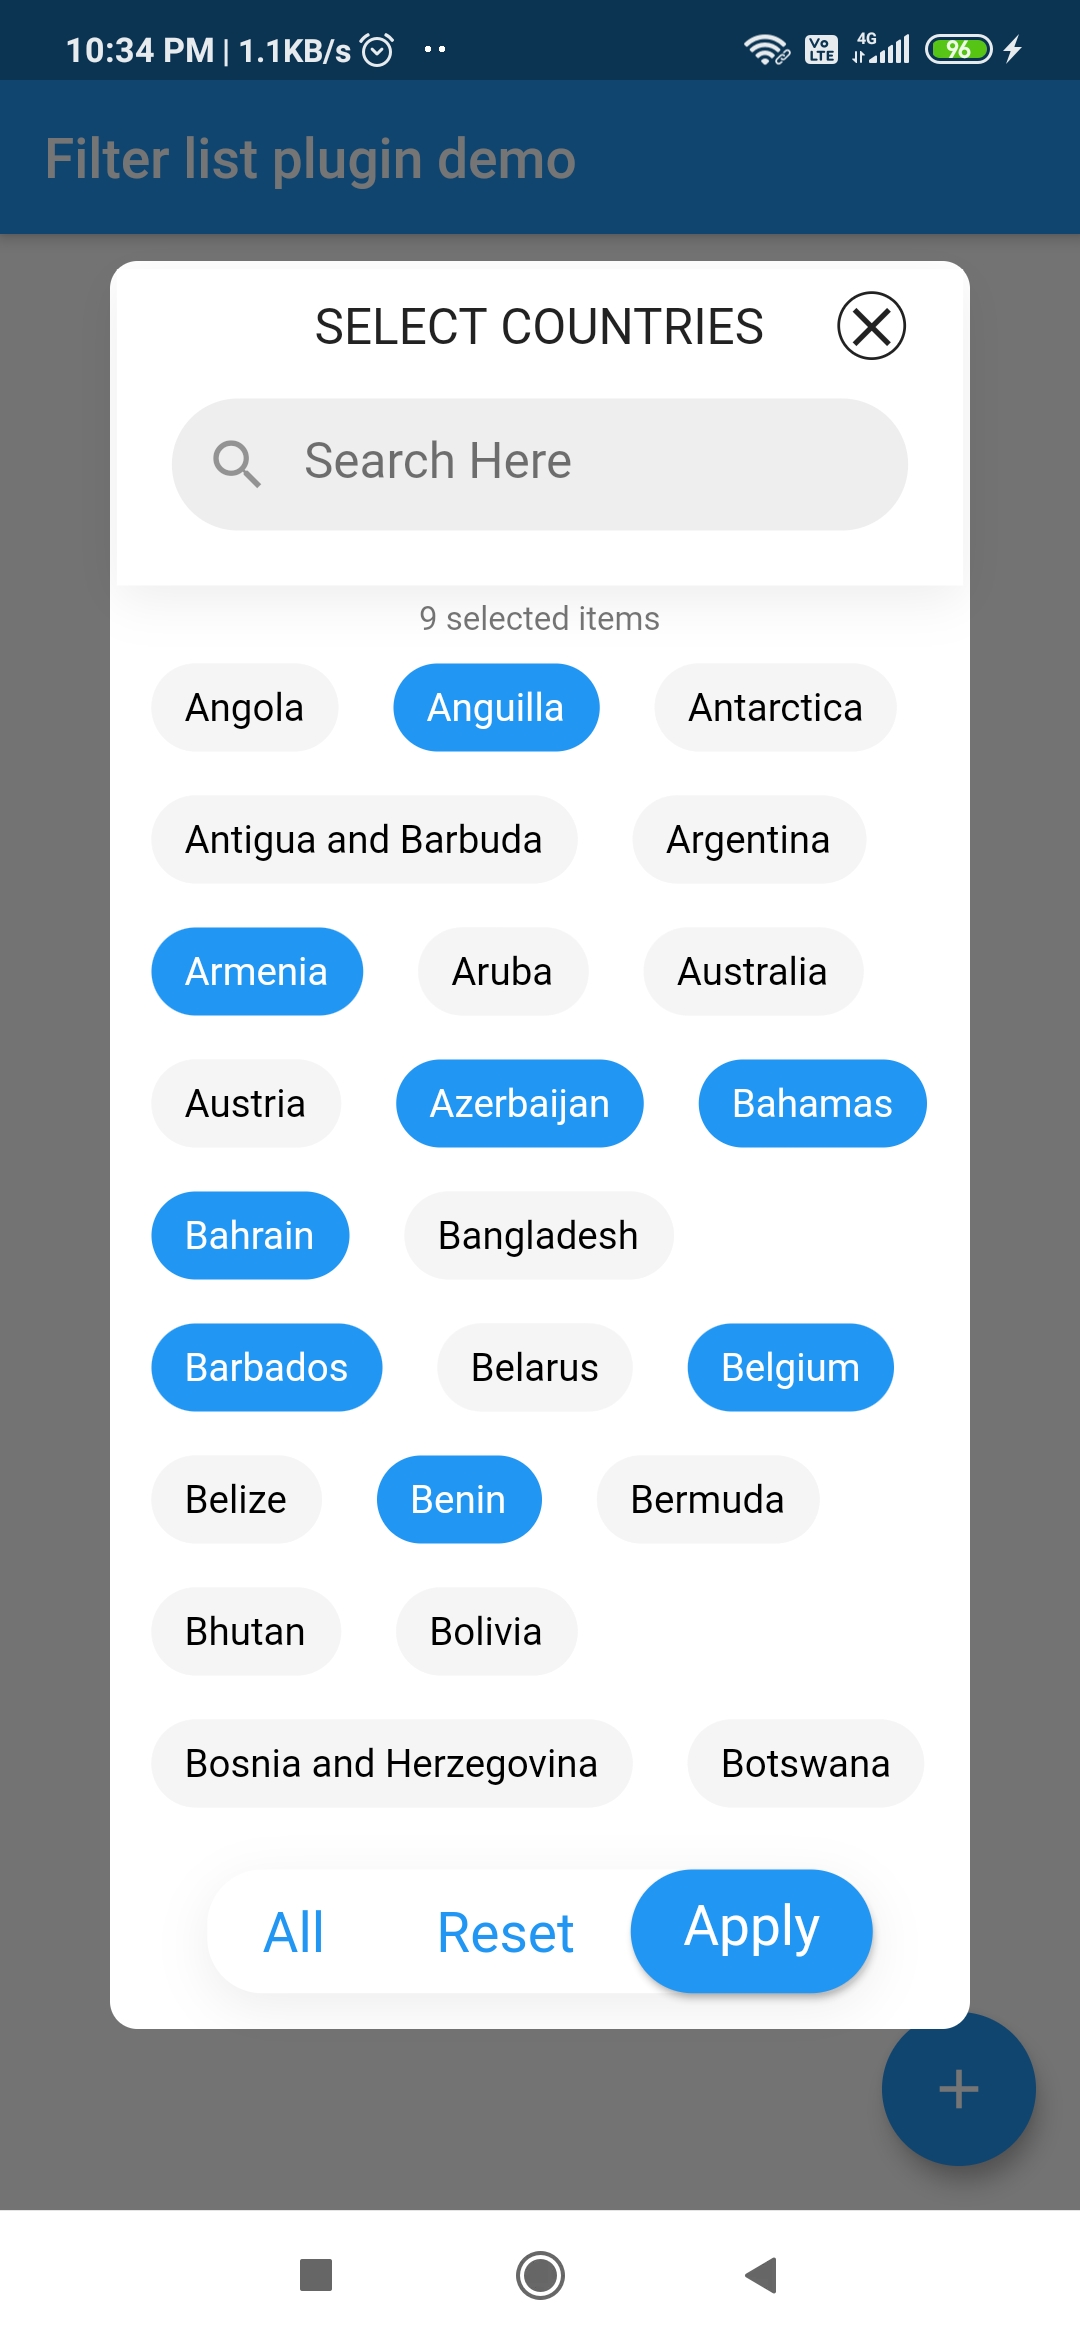 10:34 PM | 1.1KB/s
Vo LTE 4G 96
Filter list plugin demo
SELECT COUNTRIES
Search Here
9 selected items
Angola Anguilla Antarctica
Antigua and Barbuda Argentina
Armenia Aruba Australia
Austria Azerbaijan Bahamas
Bahrain Bangladesh
Barbados Belarus Belgium
Belize Benin Bermuda
Bhutan Bolivia
Bosnia and Herzegovina Botswana
All Reset Apply